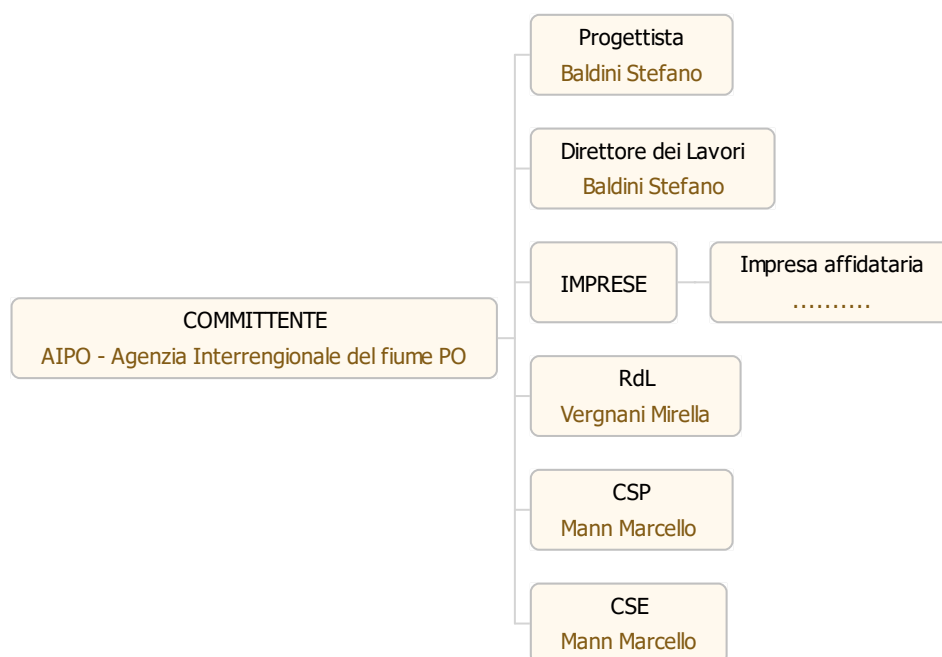 Progettista
Baldini Stefano
Direttore dei Lavori
Baldini Stefano
IMPRESE
Impresa affidataria
..........
COMMITTENTE
AIPO - Agenzia Interrengionale del fiume PO
RdL
Vergnani Mirella
CSP
Mann Marcello
CSE
Mann Marcello